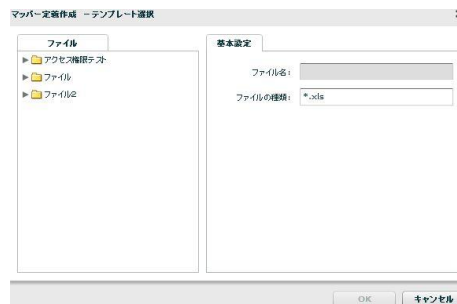 マッパー定義作成 －テンプレート選択
ファイル
アクセス権限テスト
ファイル
ファイル2
基本設定
ファイル名：
ファイルの種類： *.xls
OK
キャンセル